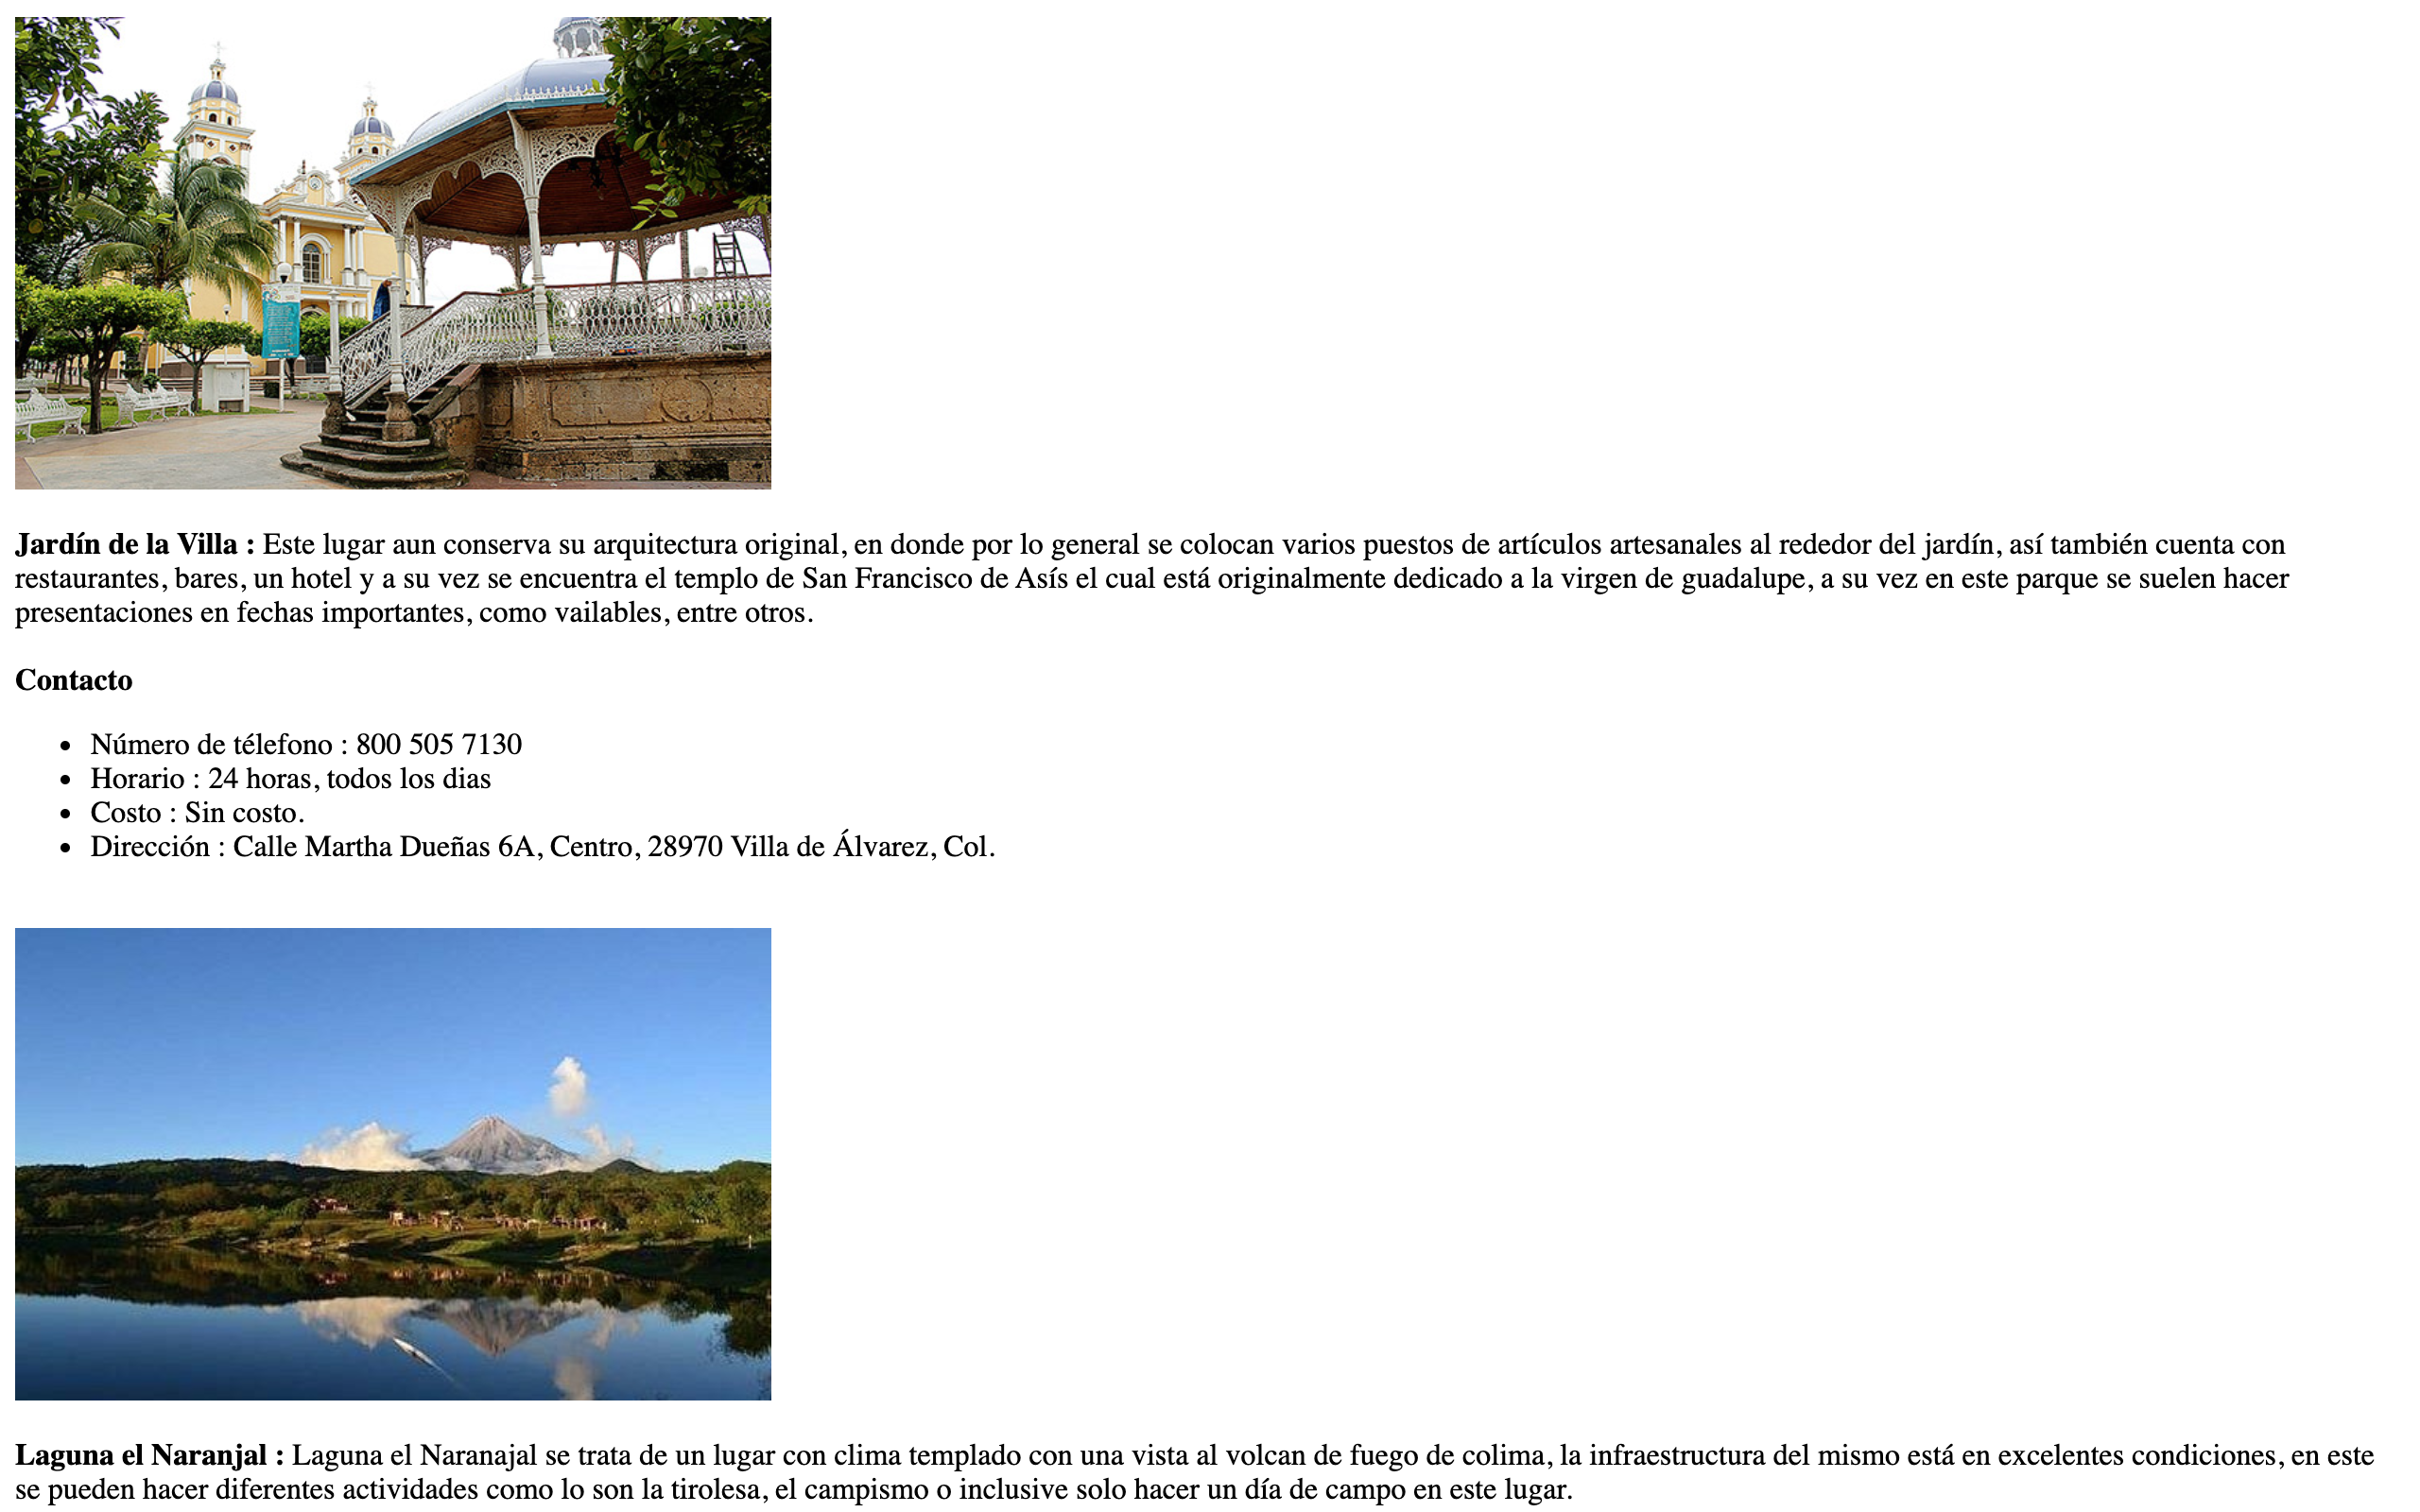 Jardín de la Villa : Este lugar aun conserva su arquitectura original, en donde por lo general se colocan varios puestos de artículos artesanales al rededor del jardín, así también cuenta con
restaurantes, bares, un hotel y a su vez se encuentra el templo de San Francisco de Asís el cual está originalmente dedicado a la virgen de guadalupe, a su vez en este parque se suelen hacer
presentaciones en fechas importantes, como vailables, entre otros.
Contacto
• Número de télefono : 800 505 7130
• Horario : 24 horas, todos los dias
• Costo : Sin costo.
• Dirección : Calle Martha Dueñas 6A, Centro, 28970 Villa de Álvarez, Col.
Laguna el Naranjal : Laguna el Naranajal se trata de un lugar con clima templado con una vista al volcan de fuego de colima, la infraestructura del mismo está en excelentes condiciones, en este
se pueden hacer diferentes actividades como lo son la tirolesa, el campismo o inclusive solo hacer un día de campo en este lugar.